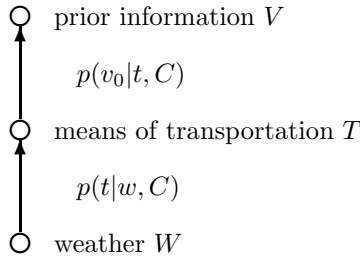 prior information V
p(v₀|t, C)
means of transportation T
p(t|w, C)
weather W